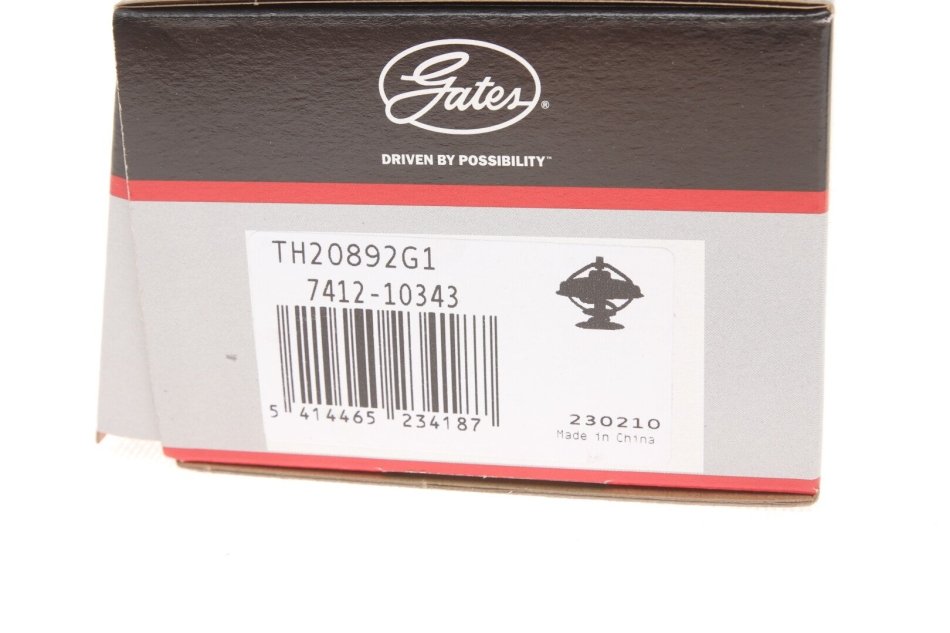 Gates®
DRIVEN BY POSSIBILITY™
TH20892G1
7412-10343
5 414465 234187
230210
Made in China